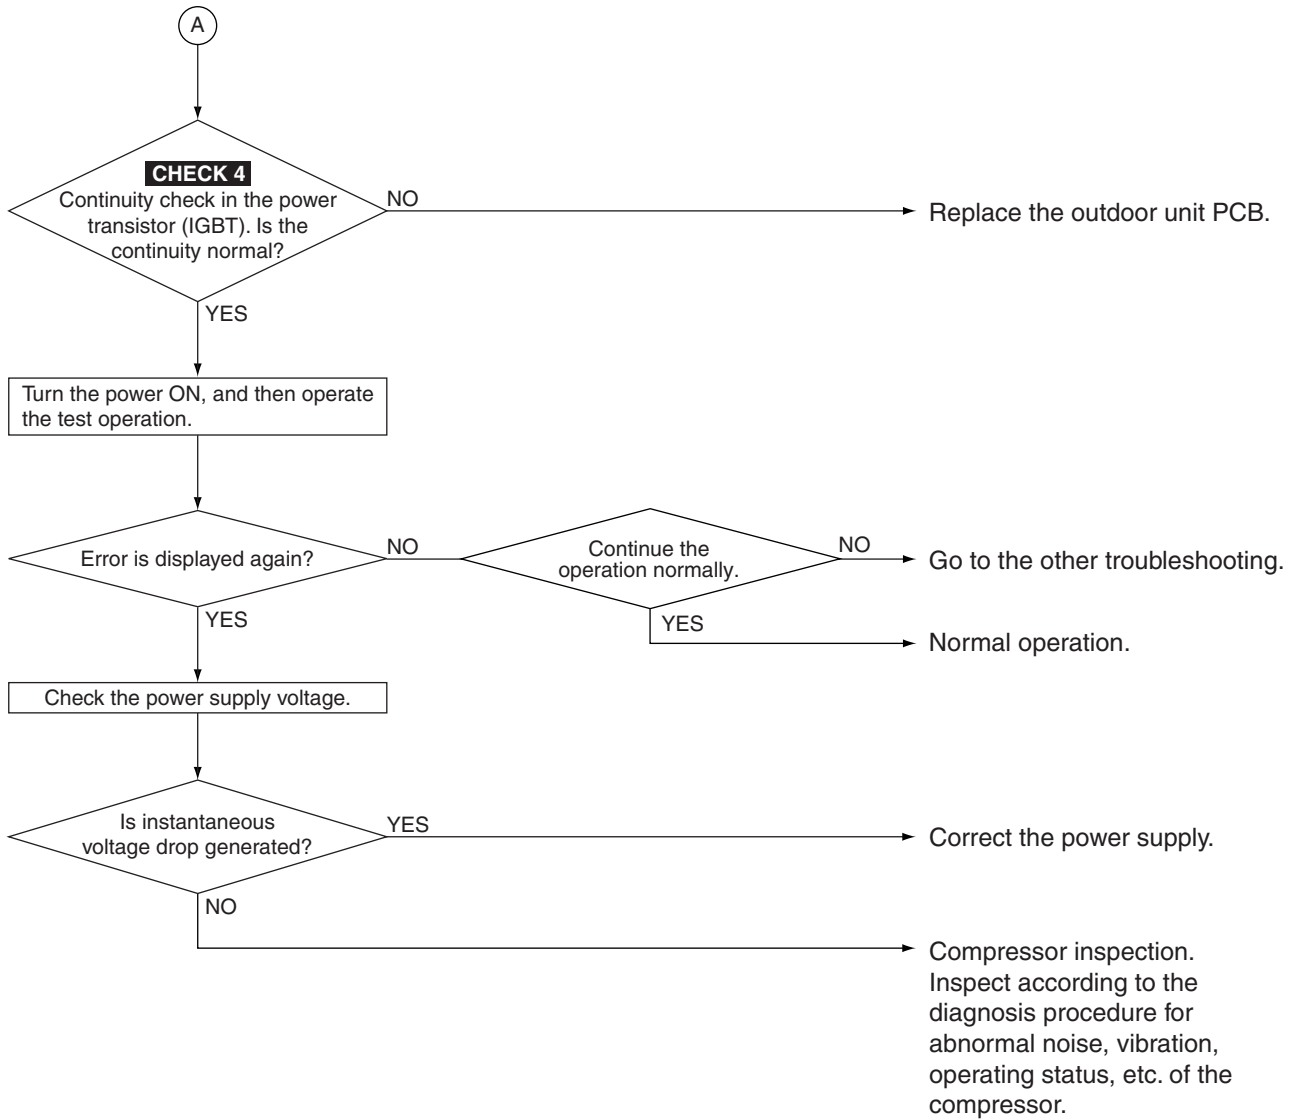 A
CHECK 4
Continuity check in the power
transistor (IGBT). Is the
continuity normal?
NO
Replace the outdoor unit PCB.
YES
Turn the power ON, and then operate
the test operation.
Error is displayed again?
NO
Continue the
operation normally.
NO
Go to the other troubleshooting.
YES
YES
Normal operation.
Check the power supply voltage.
Is instantaneous
voltage drop generated?
YES
Correct the power supply.
NO
Compressor inspection.
Inspect according to the
diagnosis procedure for
abnormal noise, vibration,
operating status, etc. of the
compressor.